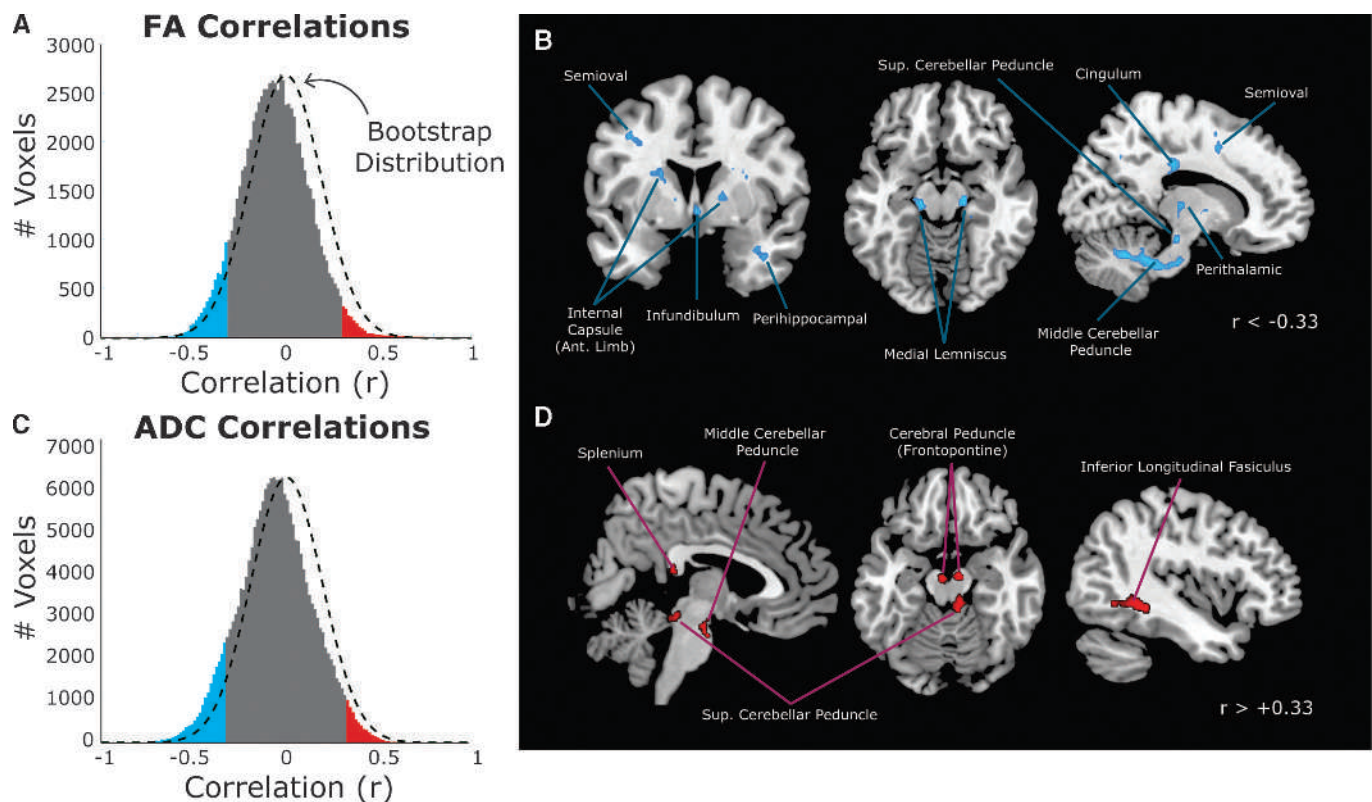 A
FA Correlations
3000
2500
2000
1500
1000
500
0
# Voxels
Bootstrap
Distribution
-1
-0.5
0
0.5
1
Correlation (r)
B
Semioval
Sup. Cerebellar Peduncle
Cingulum
Semioval
Internal
Capsule
(Ant. Limb)
Infundibulum
Perihippocampal
Medial Lemniscus
Perithalamic
Middle Cerebellar
Peduncle
r < -0.33
C
ADC Correlations
7000
6000
5000
4000
3000
2000
1000
0
# Voxels
-1
-0.5
0
0.5
1
Correlation (r)
D
Splenium
Middle Cerebellar
Peduncle
Cerebral Peduncle
(Frontopontine)
Inferior Longitudinal Fasiculus
Sup. Cerebellar Peduncle
r > +0.33